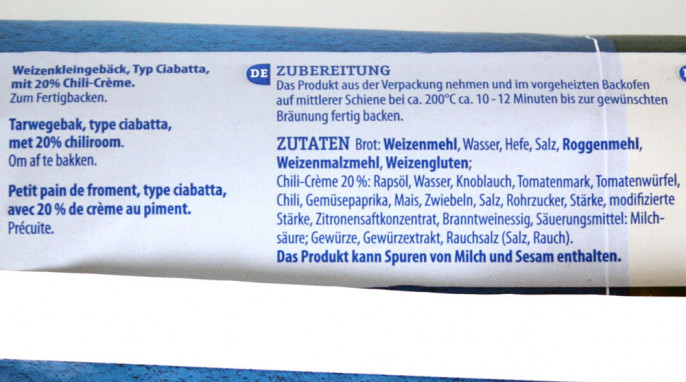 Weizenkleingebäck, Typ Ciabatta,
mit 20% Chili-Crème.
Zum Fertigbacken.
Tarwegebak, type ciabatta,
met 20% chiliroom.
Om af te bakken.
Petit pain de froment, type ciabatta,
avec 20 % de crème au piment.
Précuite.
DE ZUBEREITUNG
Das Produkt aus der Verpackung nehmen und im vorgeheizten Backofen
auf mittlerer Schiene bei ca. 200°C ca. 10-12 Minuten bis zur gewünschten
Bräunung fertig backen.
ZUTATEN Brot: Weizenmehl, Wasser, Hefe, Salz, Roggenmehl,
Weizenmalzmehl, Weizengluten;
Chili-Crème 20 %: Rapsöl, Wasser, Knoblauch, Tomatenmark, Tomatenwürfel,
Chili, Gemüsepaprika, Mais, Zwiebeln, Salz, Rohrzucker, Stärke, modifizierte
Stärke, Zitronensaftkonzentrat, Branntweinessig, Säuerungsmittel: Milch-
säure; Gewürze, Gewürzextrakt, Rauchsalz (Salz, Rauch).
Das Produkt kann Spuren von Milch und Sesam enthalten.